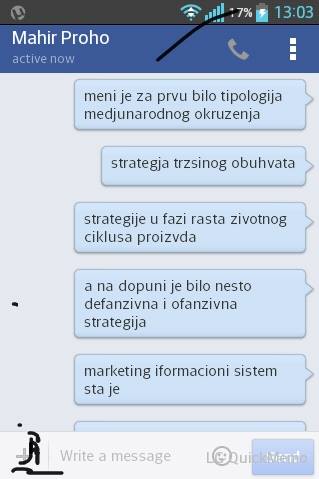 17% 13:03
Mahir Proho
active now
meni je za prvu bilo tipologija
medjunarodnog okruzenja
strategja trzsinog obuhvata
strategije u fazi rasta zivotnog
ciklusa proizvda
a na dopuni je bilo nesto
defanzivna i ofanzivna
strategija
marketing iformacioni sistem
sta je
Write a message
LG QuickMemo
Send